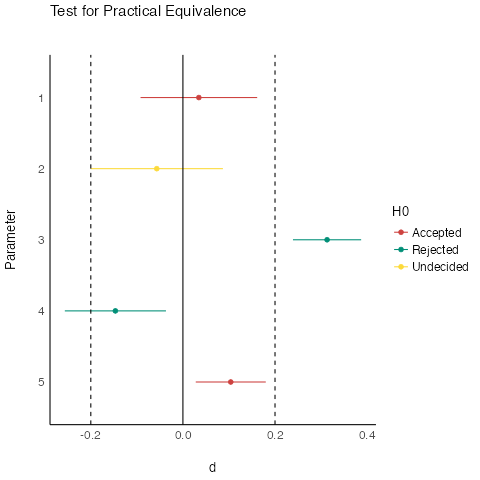 Test for Practical Equivalence
1
2
3
4
5
Parameter
-0.2
0.0
0.2
0.4
d
H0
Accepted
Rejected
Undecided